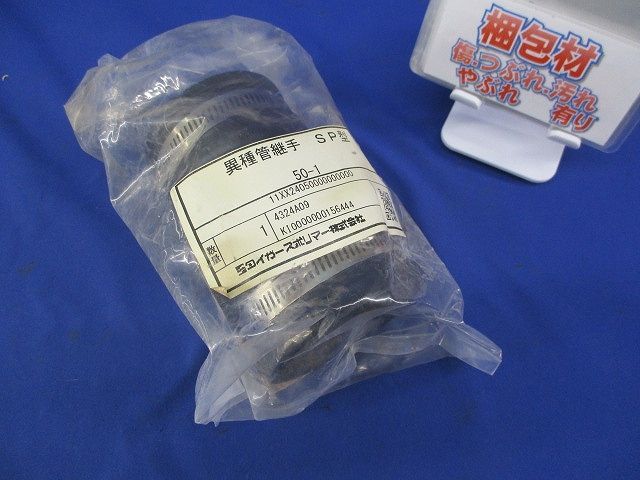 梱包材
傷.つぶれ.汚れ
やぶれ 有り
異種管継手 SP型
50-1
11XX24050000000000
数量 1 4324A09
KI0000000156444
タイガースポリマー株式会社